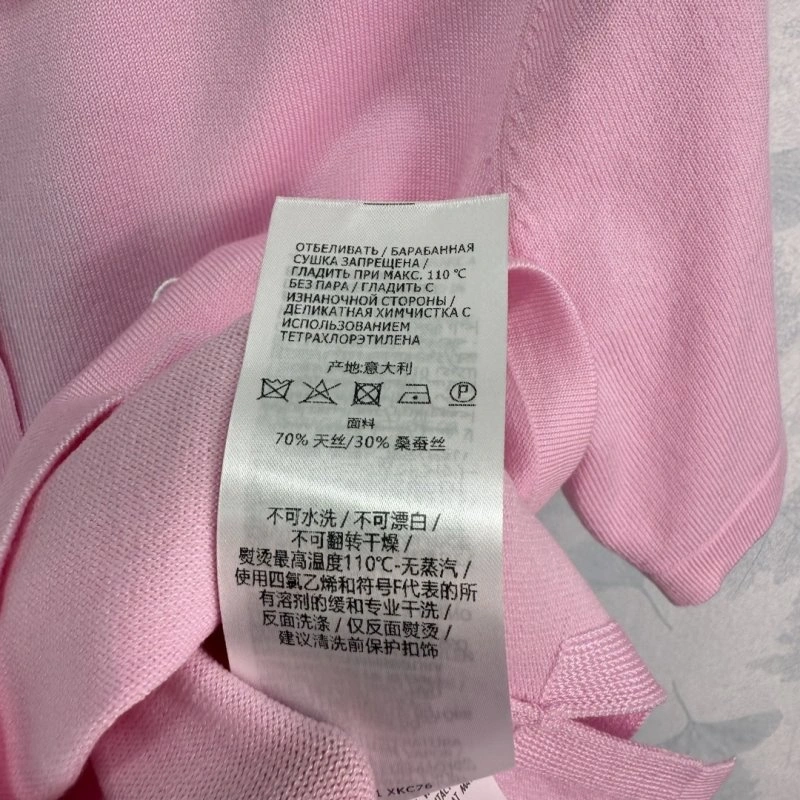 ОТБЕЛИВАТЬ / БАРАБАННАЯ
СУШКА ЗАПРЕЩЕНА /
ГЛАДИТЬ ПРИ МАКС. 110 ℃
БЕЗ ПАРА / ГЛАДИТЬ С
ИЗНАНОЧНОЙ СТОРОНЫ /
ДЕЛИКАТНАЯ ХИМЧИСТКА С
ИСПОЛЬЗОВАНИЕМ
ТЕТРАХЛОРЭТИЛЕНА
产地:意大利
P
面料
70% 天丝/30% 桑蚕丝
不可水洗 / 不可漂白 /
不可翻转干燥 /
熨烫最高温度110℃-无蒸汽 /
使用四氯乙烯和符号F代表的所
有溶剂的缓和专业干洗 /
反面洗涤 / 仅反面熨烫 /
建议清洗前保护扣饰
XKC76